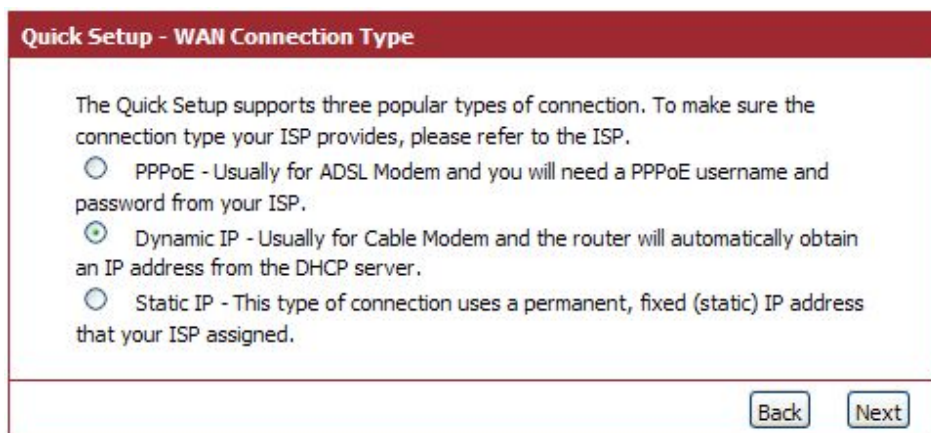 Quick Setup - WAN Connection Type
The Quick Setup supports three popular types of connection. To make sure the
connection type your ISP provides, please refer to the ISP.
PPPoE - Usually for ADSL Modem and you will need a PPPoE username and
password from your ISP.
Dynamic IP - Usually for Cable Modem and the router will automatically obtain
an IP address from the DHCP server.
Static IP - This type of connection uses a permanent, fixed (static) IP address
that your ISP assigned.
Back Next